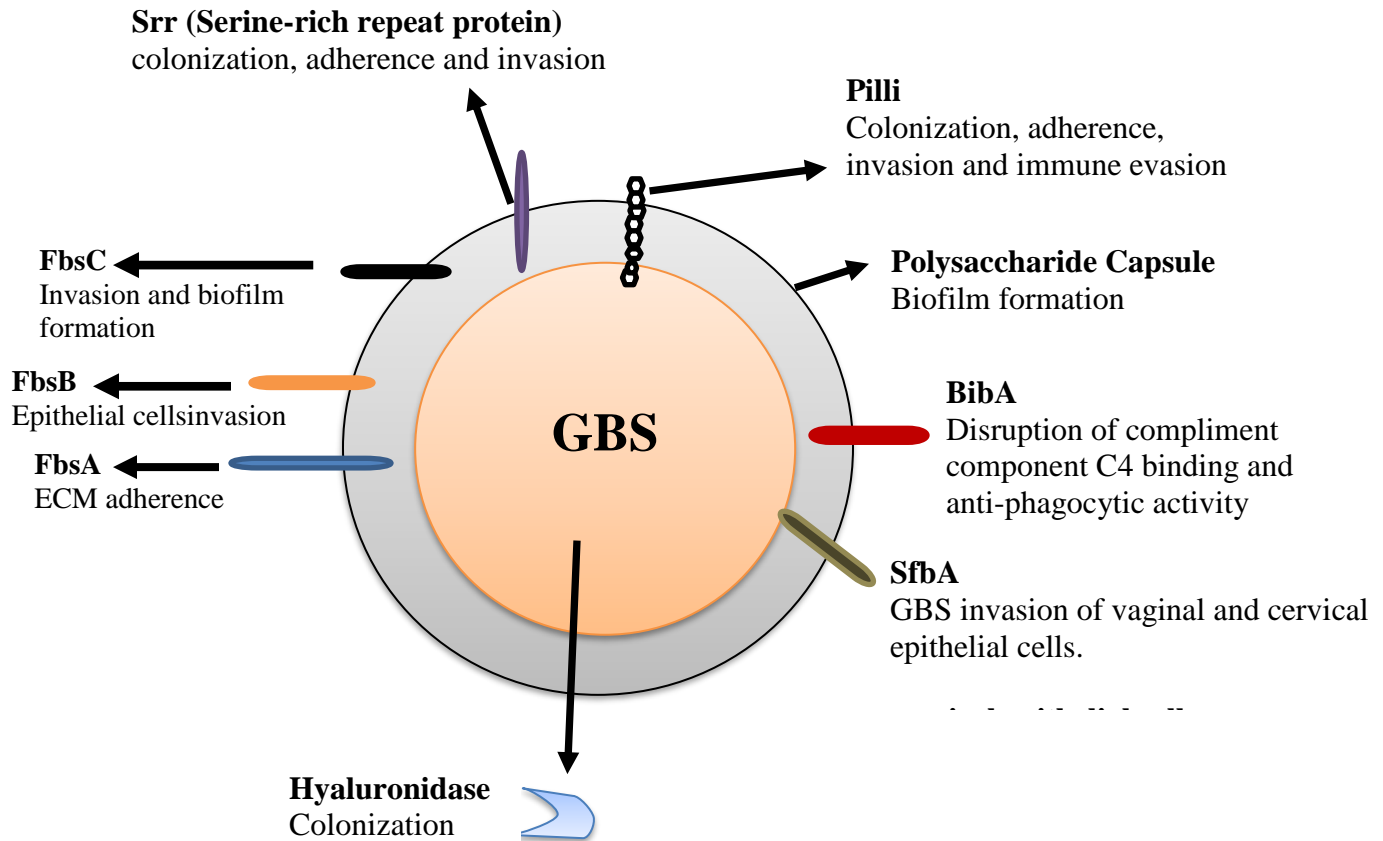 Srr (Serine-rich repeat protein)
colonization, adherence and invasion
Pilli
Colonization, adherence,
invasion and immune evasion
FbsC
Invasion and biofilm
formation
Polysaccharide Capsule
Biofilm formation
FbsB
Epithelial cellsinvasion
BibA
Disruption of compliment
component C4 binding and
anti-phagocytic activity
GBS
FbsA
ECM adherence
SfbA
GBS invasion of vaginal and cervical
epithelial cells.
Hyaluronidase
Colonization